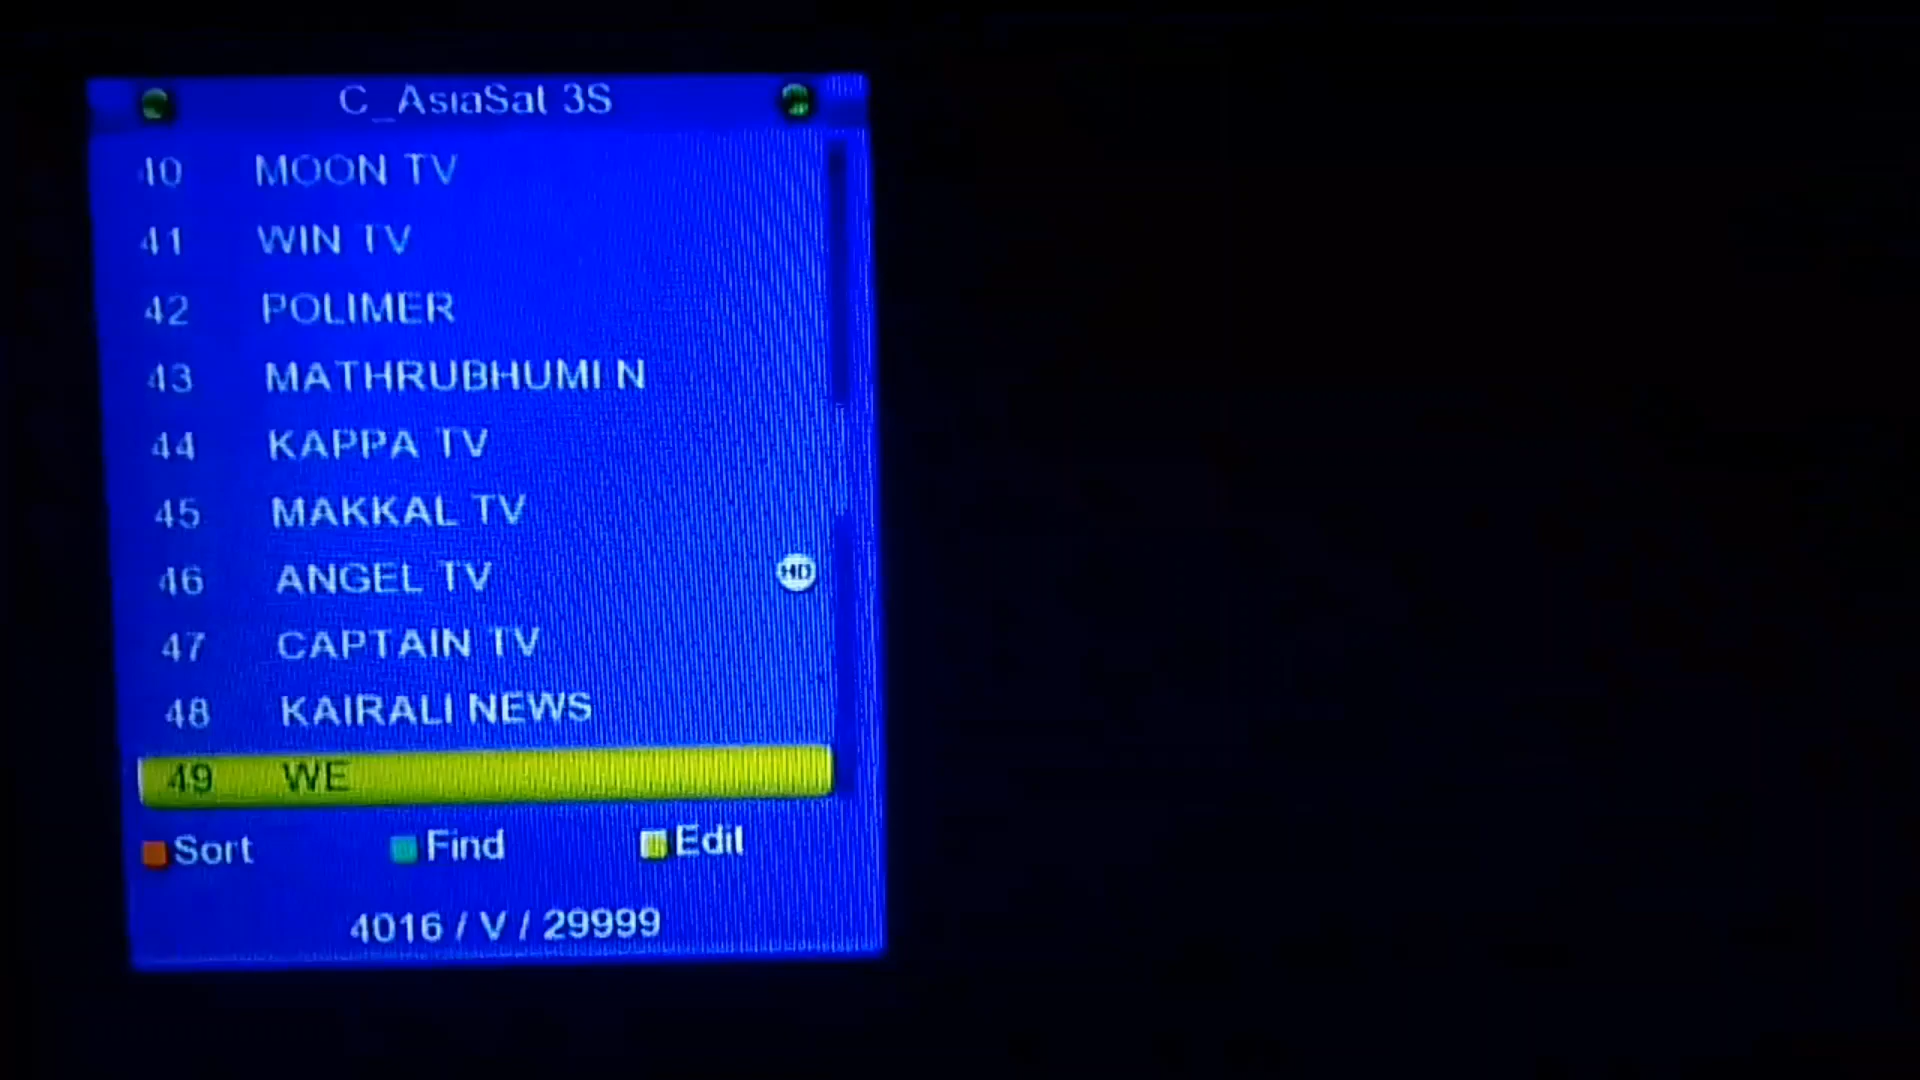 C_AsiaSat 3S
40 MOON TV
41 WIN TV
42 POLIMER
43 MATHRUBHUMI N
44 KAPPA TV
45 MAKKAL TV
46 ANGEL TV HD
47 CAPTAIN TV
48 KAIRALI NEWS
49 WE
Sort Find Edit
4016 / V / 29999